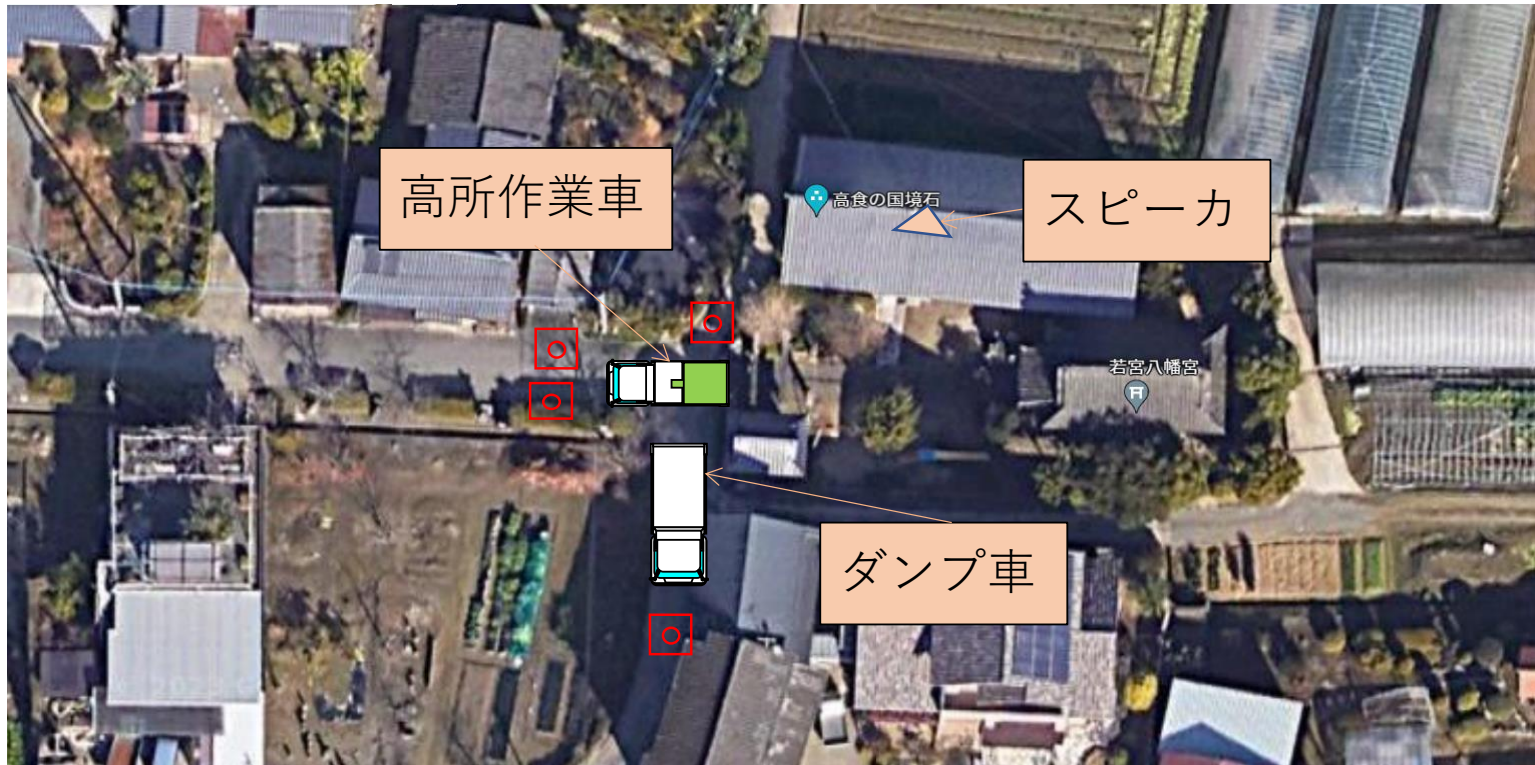 高所作業車
スピーカ
高食の国境石
若宮八幡宮
ダンプ車